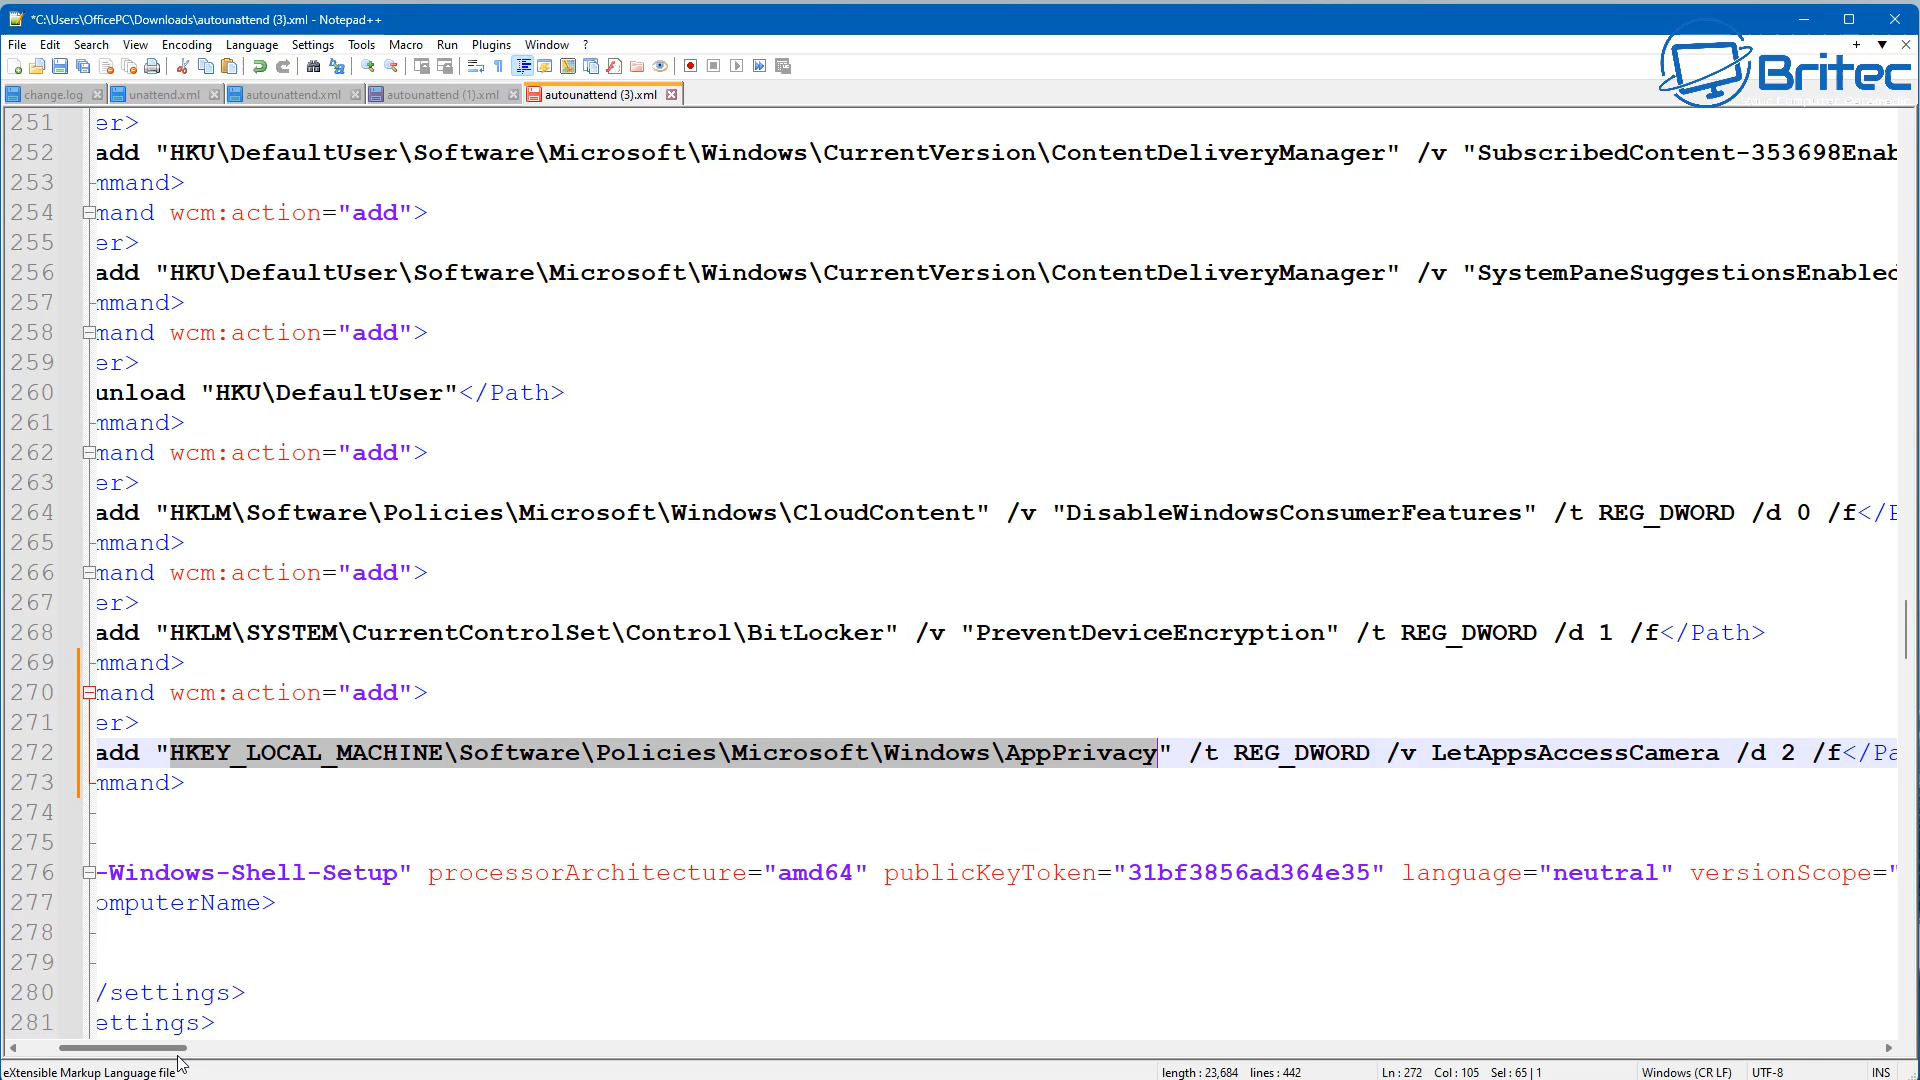 *C:\Users\OfficePC\Downloads\autounattend (3).xml - Notepad++
File Edit Search View Encoding Language Settings Tools Macro Run Plugins Window ?
Britec
change.log unattend.xml autounattend.xml autounattend (1).xml autounattend (3).xml
251 er>
252 add "HKU\DefaultUser\Software\Microsoft\Windows\CurrentVersion\ContentDeliveryManager" /v "SubscribedContent-353698Enab
253 mmand>
254 mand wcm:action="add">
255 er>
256 add "HKU\DefaultUser\Software\Microsoft\Windows\CurrentVersion\ContentDeliveryManager" /v "SystemPaneSuggestionsEnabled
257 mmand>
258 mand wcm:action="add">
259 er>
260 unload "HKU\DefaultUser"</Path>
261 mmand>
262 mand wcm:action="add">
263 er>
264 add "HKLM\Software\Policies\Microsoft\Windows\CloudContent" /v "DisableWindowsConsumerFeatures" /t REG_DWORD /d 0 /f</P
265 mmand>
266 mand wcm:action="add">
267 er>
268 add "HKLM\SYSTEM\CurrentControlSet\Control\BitLocker" /v "PreventDeviceEncryption" /t REG_DWORD /d 1 /f</Path>
269 mmand>
270 mand wcm:action="add">
271 er>
272 add "HKEY_LOCAL_MACHINE\Software\Policies\Microsoft\Windows\AppPrivacy" /t REG_DWORD /v LetAppsAccessCamera /d 2 /f</Pa
273 mmand>
274
275
276 -Windows-Shell-Setup" processorArchitecture="amd64" publicKeyToken="31bf3856ad364e35" language="neutral" versionScope="
277 omputerName>
278
279
280 /settings>
281 ettings>
eXtensible Markup Language file length : 23,684 lines : 442 Ln : 272 Col : 105 Sel : 65 | 1 Windows (CR LF) UTF-8 INS